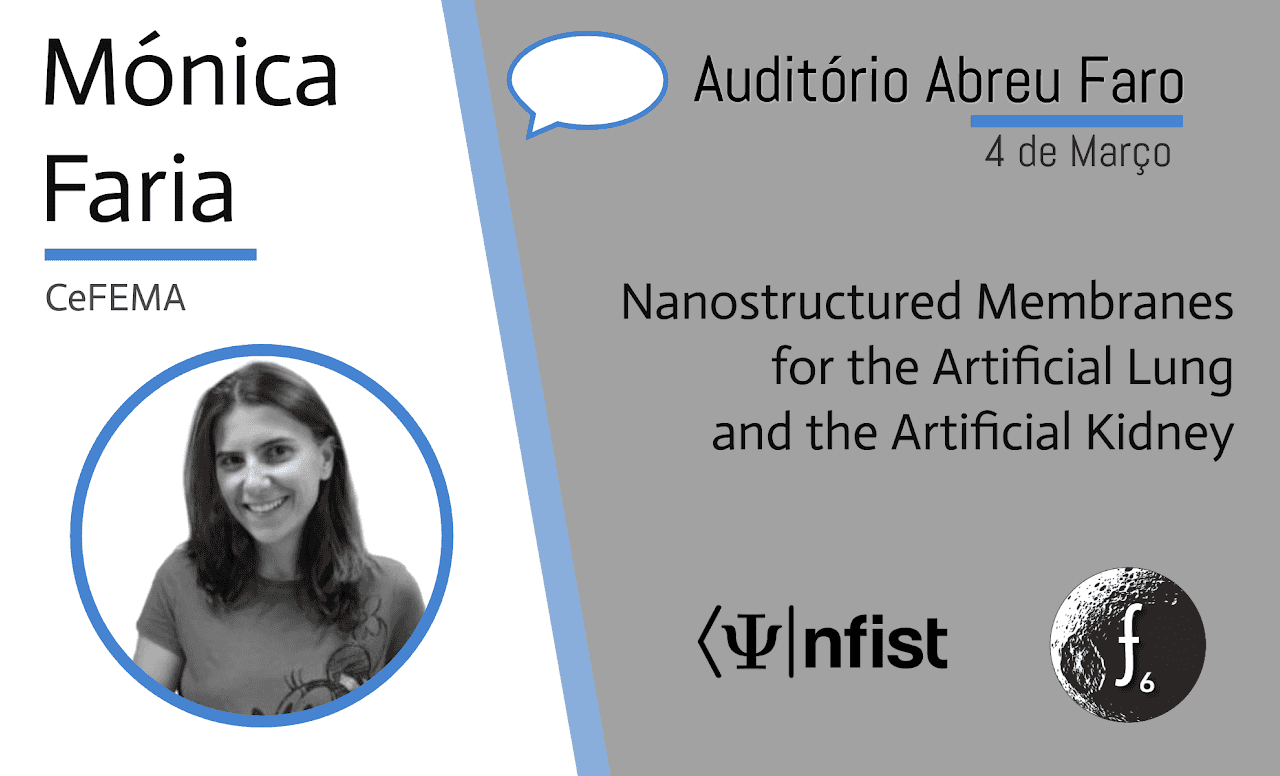 Mónica
Faria
CeFEMA
Auditório Abreu Faro
4 de Março
Nanostructured Membranes
for the Artificial Lung
and the Artificial Kidney
⟨Ψ|nfist
f6